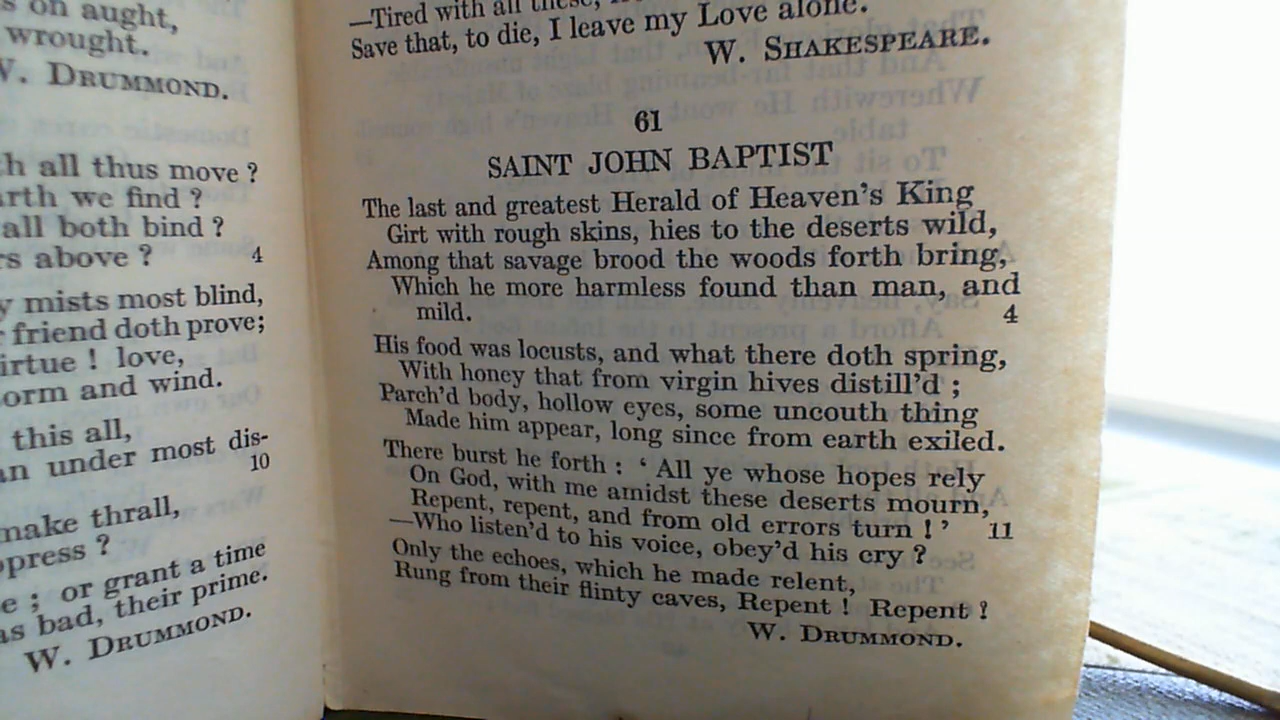 s on aught,
wrought.
W. DRUMMOND.
th all thus move ?
arth we find ?
all both bind ?
rs above ? 4
y mists most blind,
friend doth prove;
irtue ! love,
orm and wind.
this all,
an under most dis-
10
make thrall,
ppress ?
e ; or grant a time
as bad, their prime.
W. DRUMMOND.
—Tired with all these,
Save that, to die, I leave my Love alone.
W. SHAKESPEARE.
61
SAINT JOHN BAPTIST
The last and greatest Herald of Heaven's King
Girt with rough skins, hies to the deserts wild,
Among that savage brood the woods forth bring,
Which he more harmless found than man, and
mild. 4
His food was locusts, and what there doth spring,
With honey that from virgin hives distill'd ;
Parch'd body, hollow eyes, some uncouth thing
Made him appear, long since from earth exiled.
There burst he forth : ‘ All ye whose hopes rely
On God, with me amidst these deserts mourn,
Repent, repent, and from old errors turn ! ’ 11
—Who listen'd to his voice, obey'd his cry ?
Only the echoes, which he made relent,
Rung from their flinty caves, Repent ! Repent !
W. DRUMMOND.